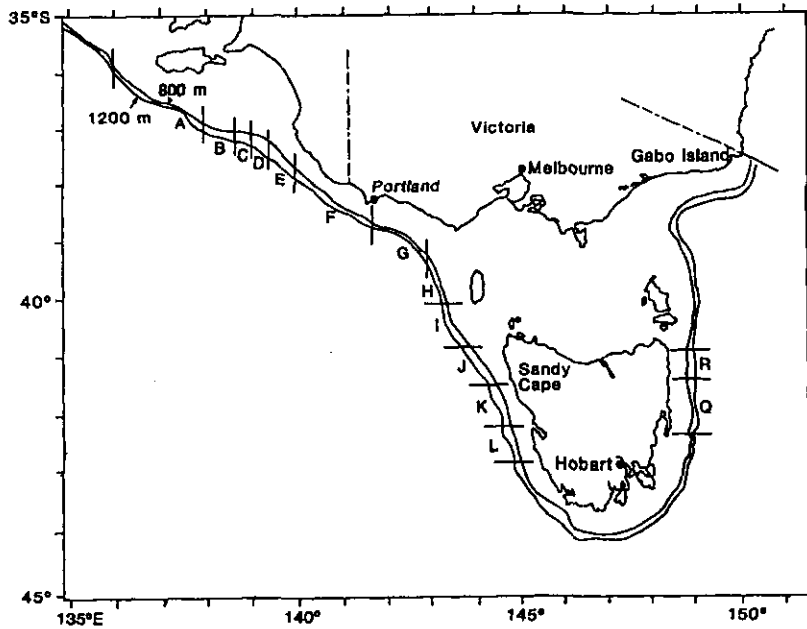 35°S
800 m
1200 m
A
B
C
D
E
F
G
H
I
J
K
L
Victoria
Gabo Island
Melbourne
Portland
40°
Sandy
Cape
R
Q
Hobart
45°
135°E
140°
145°
150°